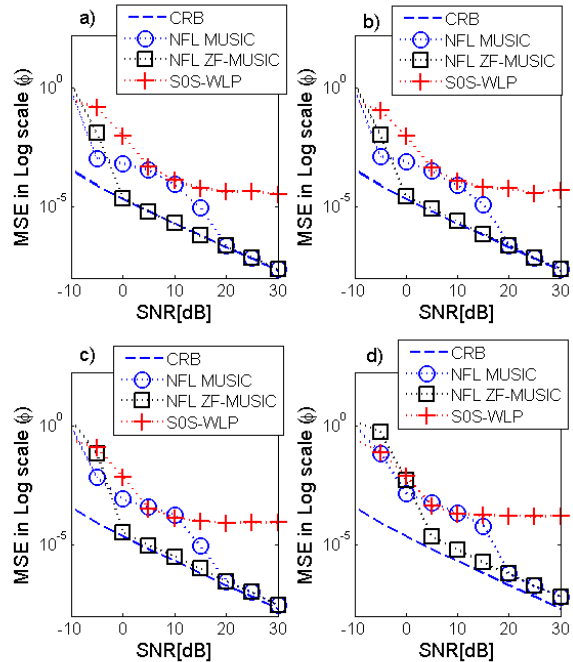 a)
CRB
NFL MUSIC
NFL ZF-MUSIC
S0S-WLP
MSE in Log scale (ϕ)
10^0
10^-5
-10 0 10 20 30
SNR[dB]
b)
CRB
NFL MUSIC
NFL ZF-MUSIC
S0S-WLP
MSE in Log scale (ϕ)
10^0
10^-5
-10 0 10 20 30
SNR[dB]
c)
CRB
NFL MUSIC
NFL ZF-MUSIC
S0S-WLP
MSE in Log scale (ϕ)
10^0
10^-5
-10 0 10 20 30
SNR[dB]
d)
CRB
NFL MUSIC
NFL ZF-MUSIC
S0S-WLP
MSE in Log scale (ϕ)
10^0
10^-5
-10 0 10 20 30
SNR[dB]